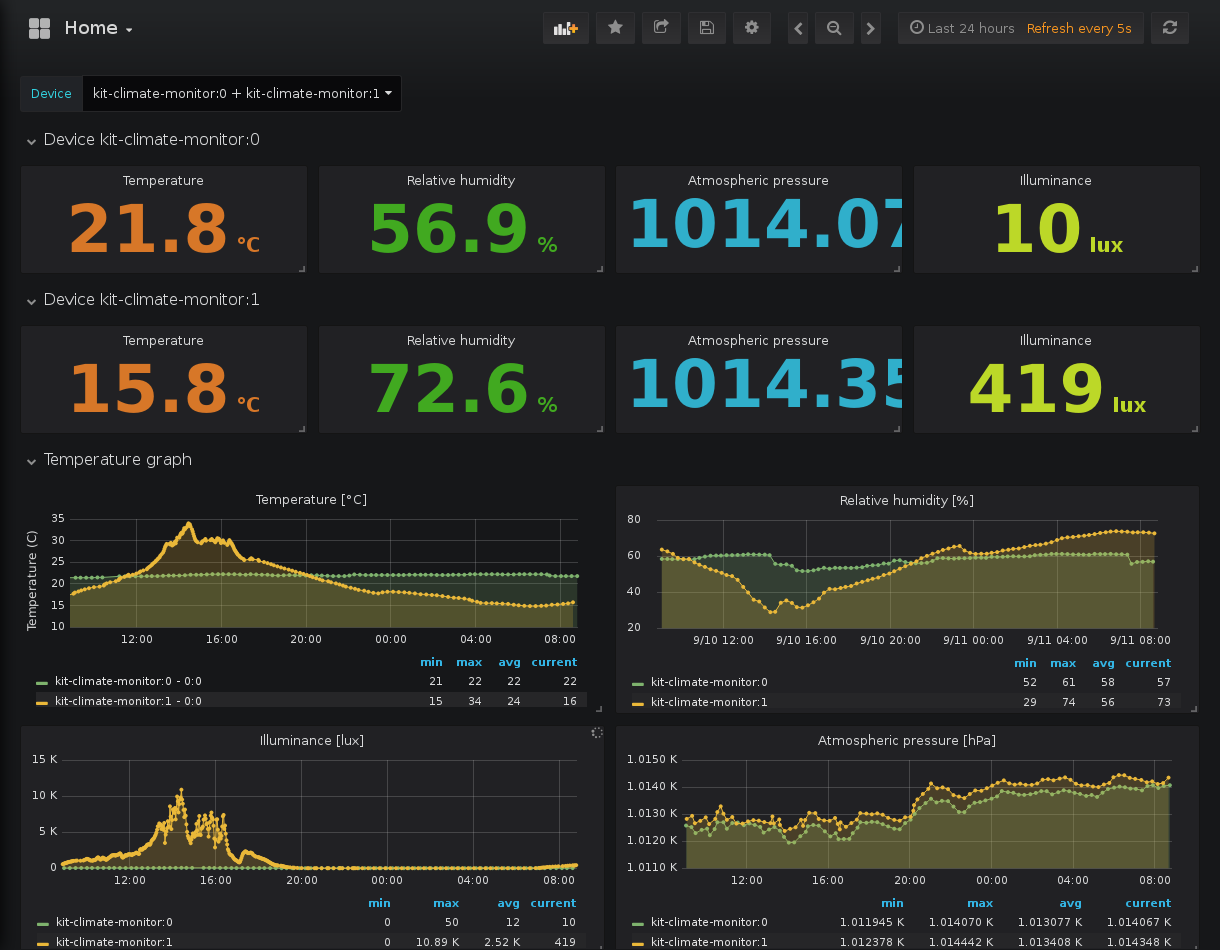 Home
Last 24 hours Refresh every 5s
Device kit-climate-monitor:0 + kit-climate-monitor:1
Device kit-climate-monitor:0
Temperature Relative humidity Atmospheric pressure Illuminance
21.8 °C 56.9 % 1014.07 10 lux
Device kit-climate-monitor:1
Temperature Relative humidity Atmospheric pressure Illuminance
15.8 °C 72.6 % 1014.35 419 lux
Temperature graph
Temperature [°C]
Temperature (C)
35
30
25
20
15
10
12:00 16:00 20:00 00:00 04:00 08:00
min max avg current
kit-climate-monitor:0 - 0:0 21 22 22 22
kit-climate-monitor:1 - 0:0 15 34 24 16
Relative humidity [%]
80
60
40
20
9/10 12:00 9/10 16:00 9/10 20:00 9/11 00:00 9/11 04:00 9/11 08:00
min max avg current
kit-climate-monitor:0 52 61 58 57
kit-climate-monitor:1 29 74 56 73
Illuminance [lux]
15 K
10 K
5 K
0
12:00 16:00 20:00 00:00 04:00 08:00
min max avg current
kit-climate-monitor:0 0 50 12 10
kit-climate-monitor:1 0 10.89 K 2.52 K 419
Atmospheric pressure [hPa]
1.0150 K
1.0140 K
1.0130 K
1.0120 K
1.0110 K
12:00 16:00 20:00 00:00 04:00 08:00
min max avg current
kit-climate-monitor:0 1.011945 K 1.014070 K 1.013077 K 1.014067 K
kit-climate-monitor:1 1.012378 K 1.014442 K 1.013408 K 1.014348 K